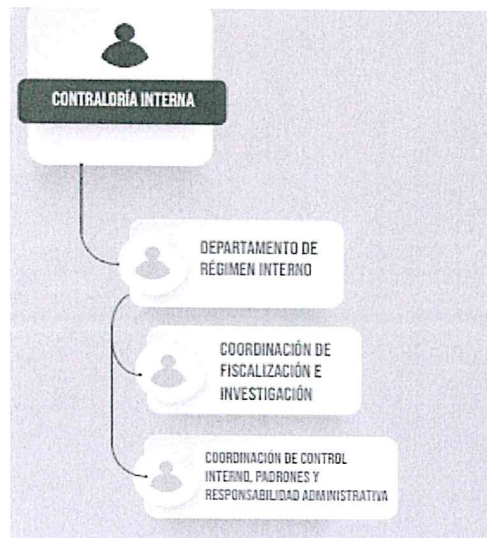 CONTRALORÍA INTERNA
DEPARTAMENTO DE
RÉGIMEN INTERNO
COORDINACIÓN DE
FISCALIZACIÓN E
INVESTIGACIÓN
COORDINACIÓN DE CONTROL
INTERNO, PADRONES Y
RESPONSABILIDAD ADMINISTRATIVA